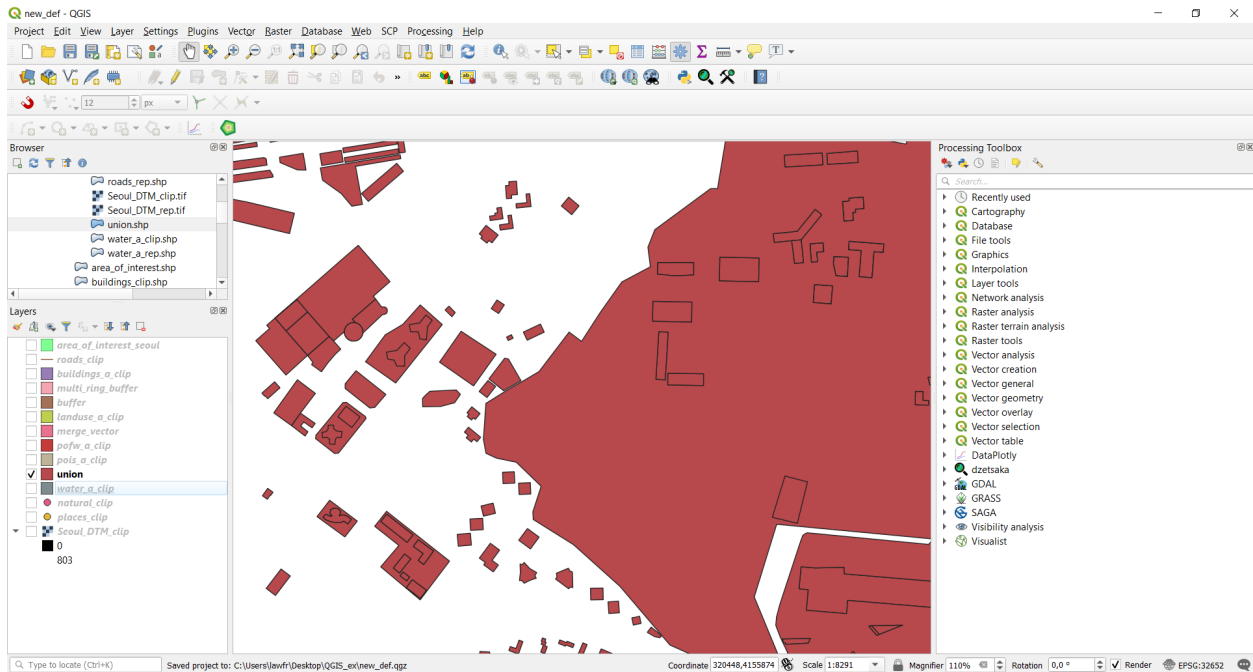 new_def - QGIS
Project Edit View Layer Settings Plugins Vector Raster Database Web SCP Processing Help
12 px
Browser
roads_rep.shp
Seoul_DTM_clip.tif
Seoul_DTM_rep.tif
union.shp
water_a_clip.shp
water_a_rep.shp
area_of_interest.shp
buildings_clip.shp
Layers
area_of_interest_seoul
roads_clip
buildings_a_clip
multi_ring_buffer
buffer
landuse_a_clip
merge_vector
pofw_a_clip
pois_a_clip
union
water_a_clip
natural_clip
places_clip
Seoul_DTM_clip
0
803
Processing Toolbox
Search...
Recently used
Cartography
Database
File tools
Graphics
Interpolation
Layer tools
Network analysis
Raster analysis
Raster terrain analysis
Raster tools
Vector analysis
Vector creation
Vector general
Vector geometry
Vector overlay
Vector selection
Vector table
DataPlotly
dzetsaka
GDAL
GRASS
SAGA
Visibility analysis
Visualist
Type to locate (Ctrl+K) Saved project to: C:\Users\lawfr\Desktop\QGIS_ex\new_def.qgz Coordinate 320448,4155874 Scale 1:8291 Magnifier 110% Rotation 0,0 ° Render EPSG:32652